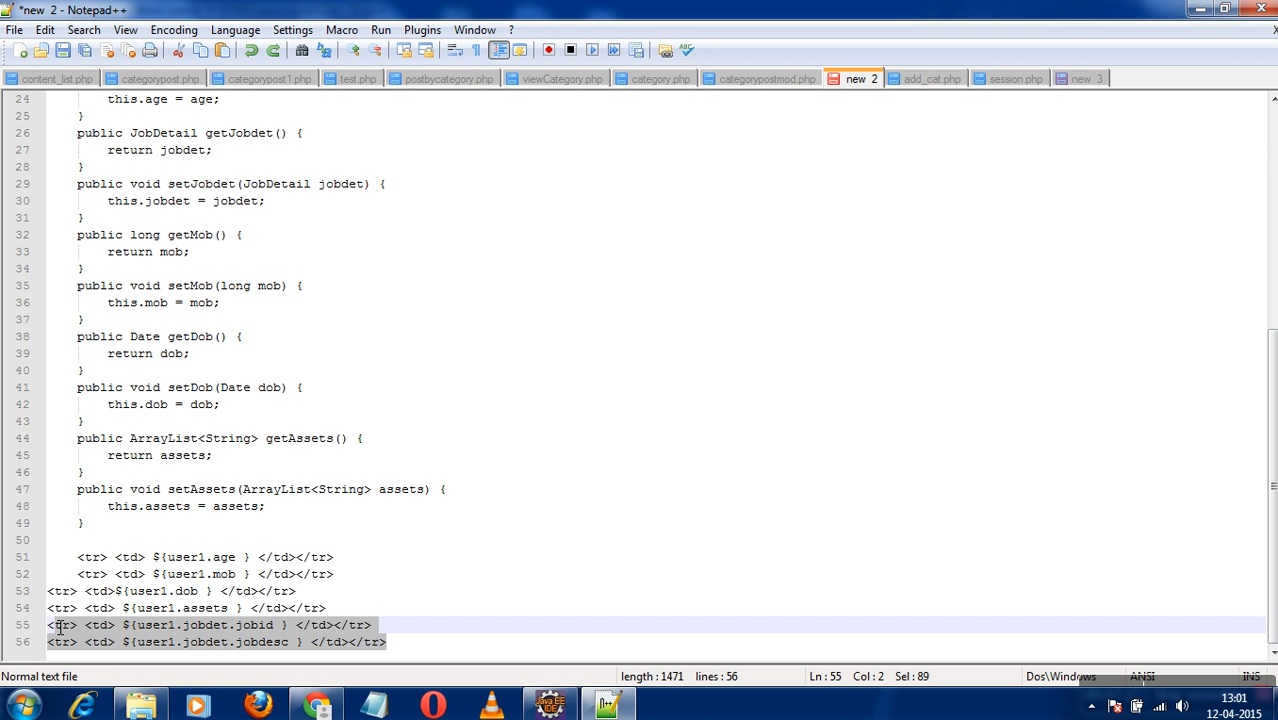 *new 2 - Notepad++
File Edit Search View Encoding Language Settings Macro Run Plugins Window ?
content_list.php categorypost.php categorypost1.php test.php postbycategory.php viewCategory.php category.php categorypostmod.php new 2 add_cat.php session.php new 3
24 this.age = age;
25 }
26 public JobDetail getJobdet() {
27 return jobdet;
28 }
29 public void setJobdet(JobDetail jobdet) {
30 this.jobdet = jobdet;
31 }
32 public long getMob() {
33 return mob;
34 }
35 public void setMob(long mob) {
36 this.mob = mob;
37 }
38 public Date getDob() {
39 return dob;
40 }
41 public void setDob(Date dob) {
42 this.dob = dob;
43 }
44 public ArrayList<String> getAssets() {
45 return assets;
46 }
47 public void setAssets(ArrayList<String> assets) {
48 this.assets = assets;
49 }
50
51 <tr> <td> ${user1.age } </td></tr>
52 <tr> <td> ${user1.mob } </td></tr>
53 <tr> <td>${user1.dob } </td></tr>
54 <tr> <td> ${user1.assets } </td></tr>
55 <tr> <td> ${user1.jobdet.jobid } </td></tr>
56 <tr> <td> ${user1.jobdet.jobdesc } </td></tr>
Normal text file length : 1471 lines : 56 Ln : 55 Col : 2 Sel : 89 Dos\Windows ANSI INS
Java EE IDE
13:01
12-04-2015